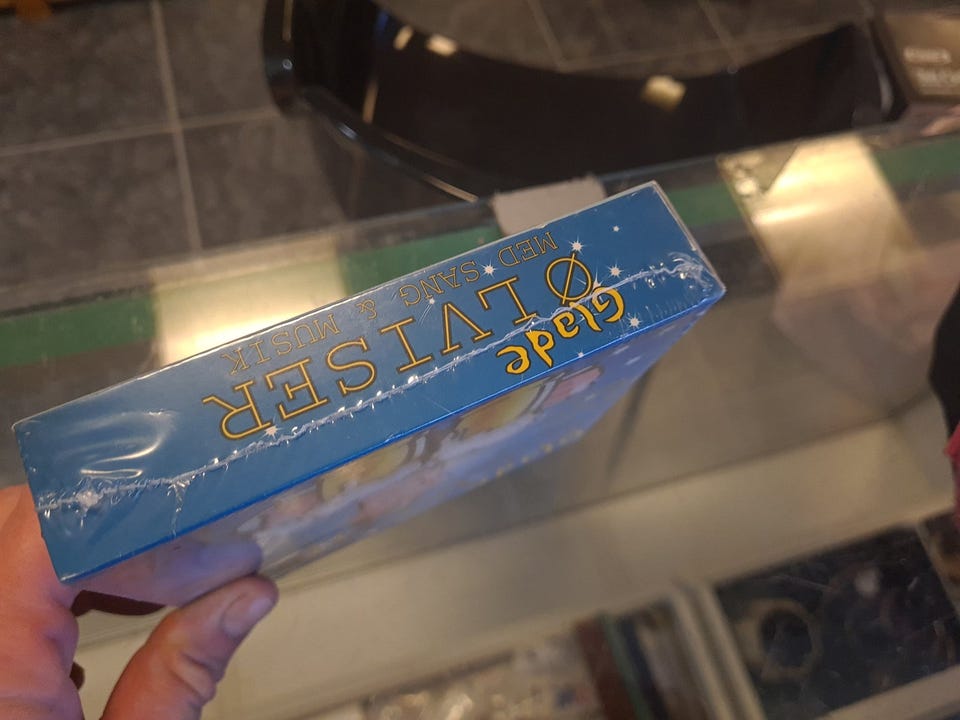 Glade
ØLVISER
MED SANG & MUSIK